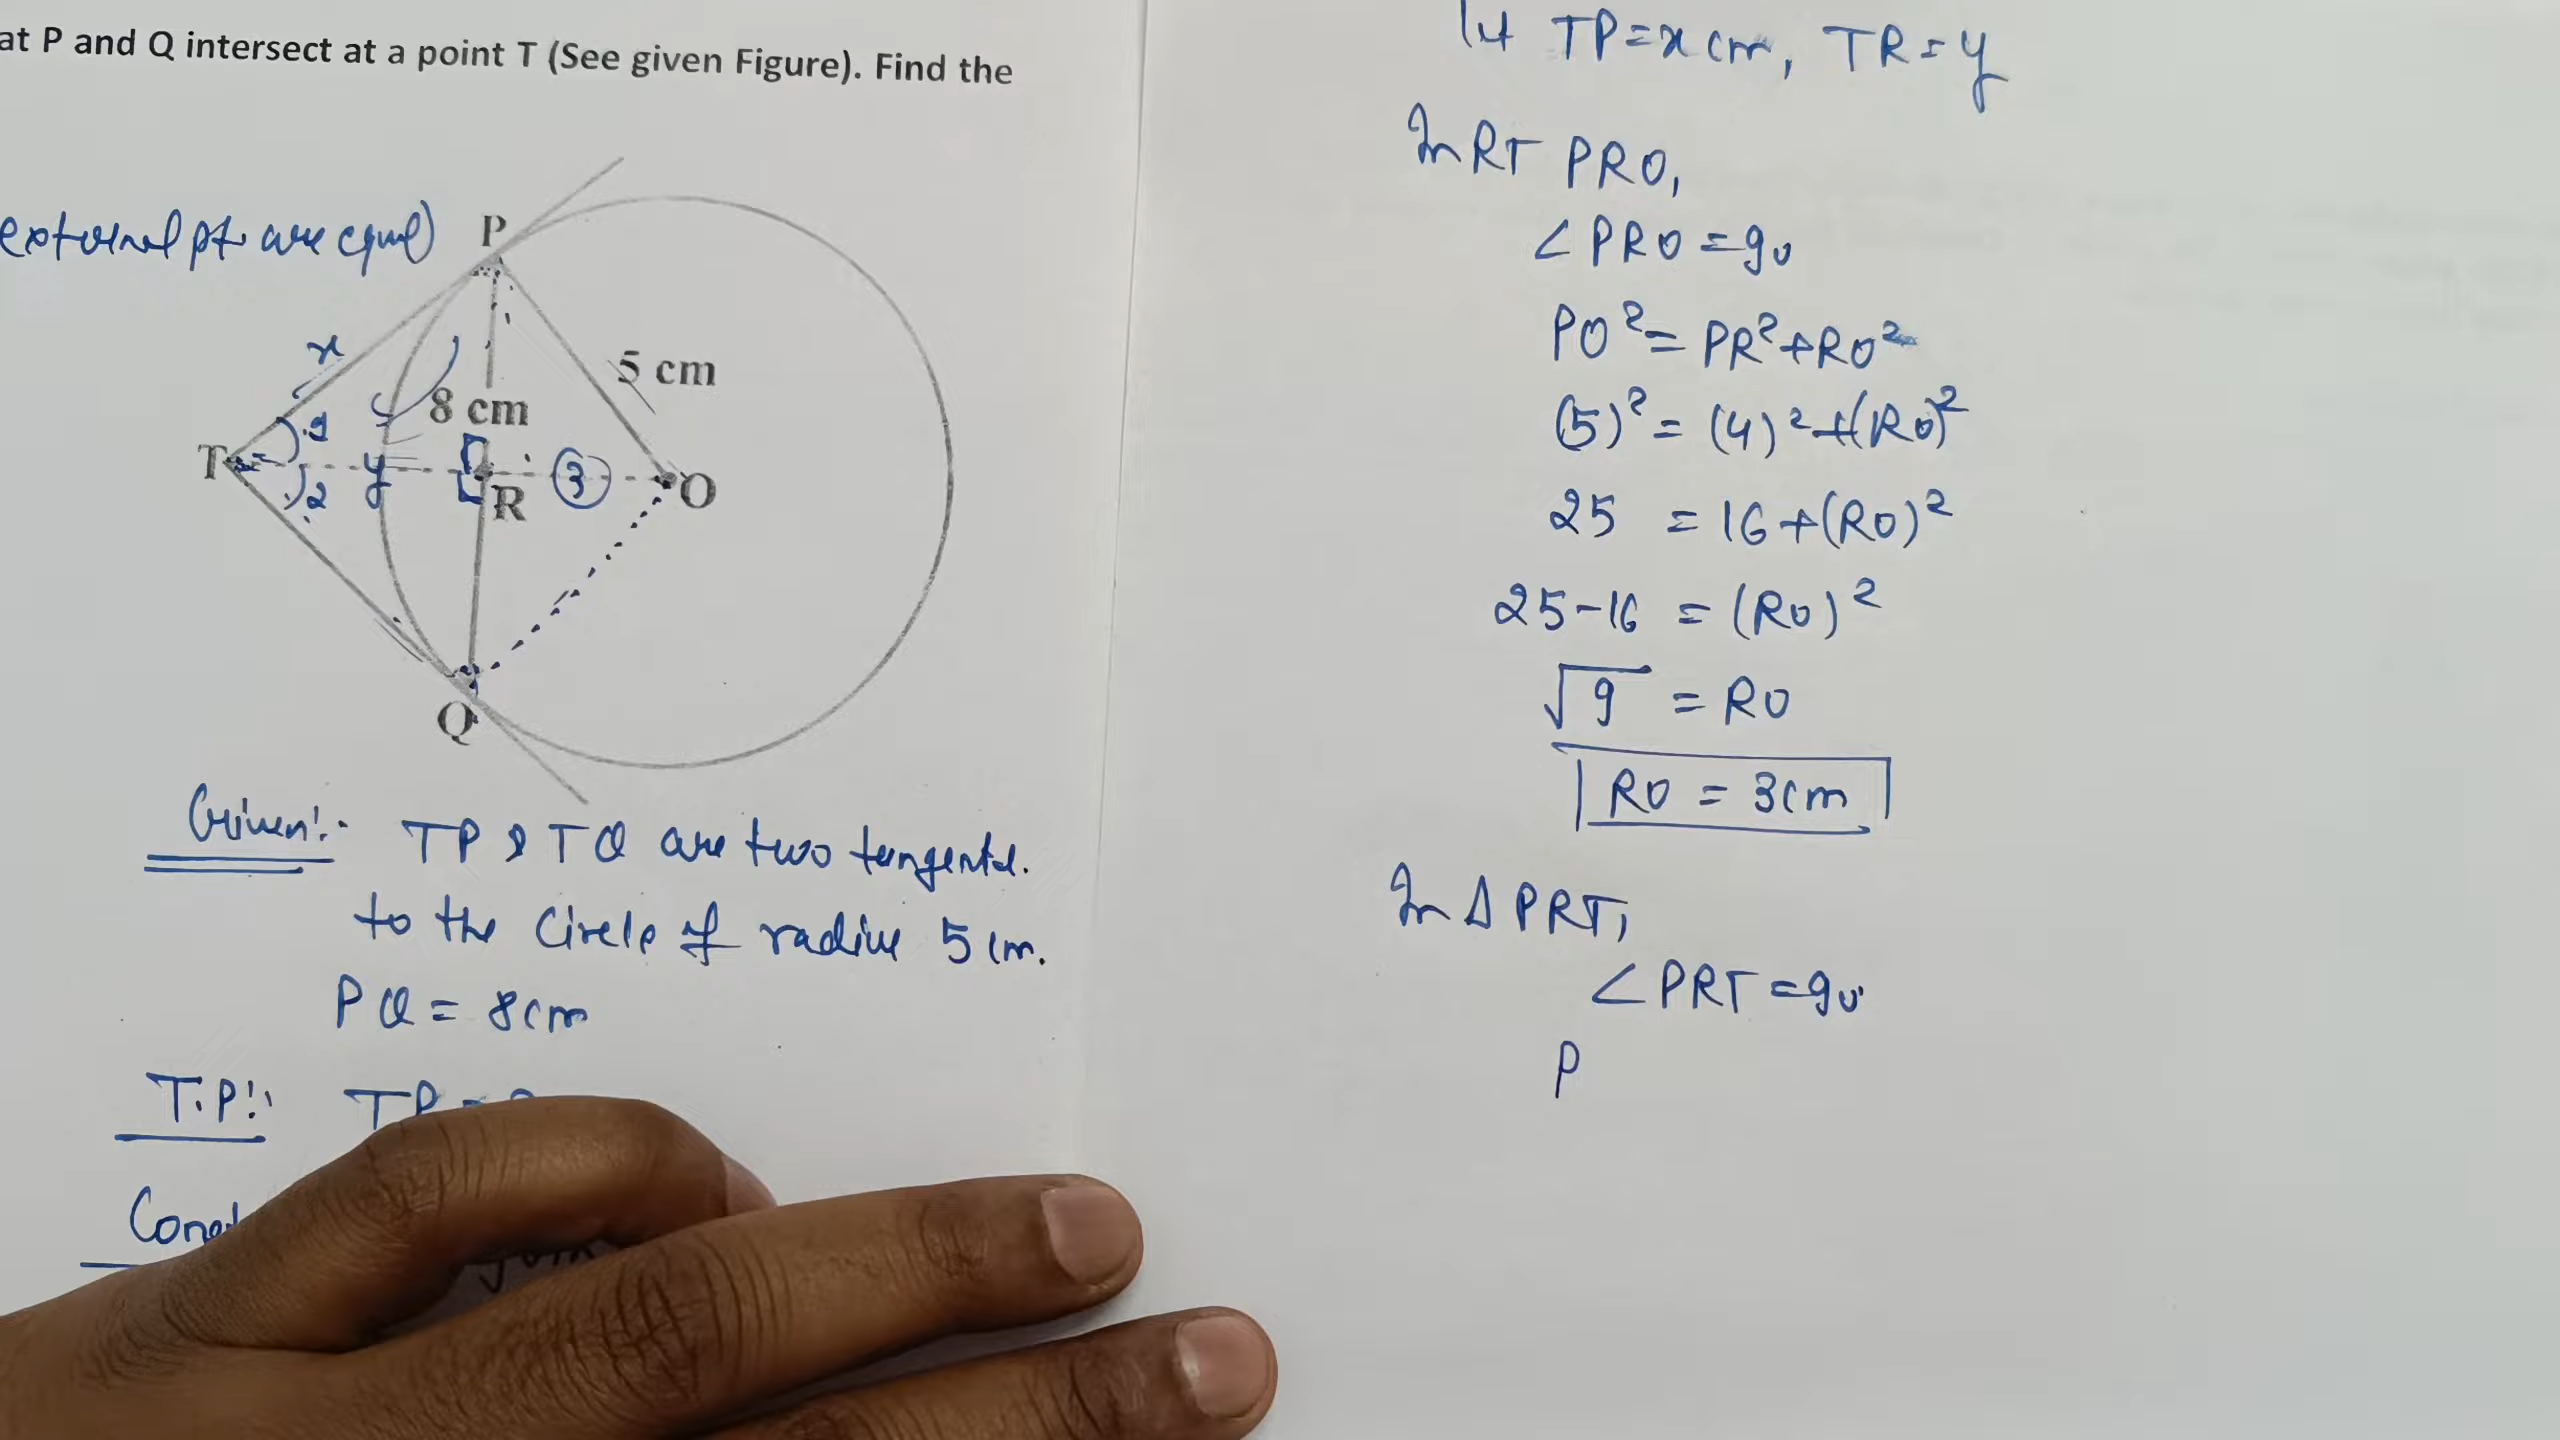 at P and Q intersect at a point T (See given Figure). Find the
external pt are equal)
P
x
5 cm
8 cm
T
y
2
R
3
O
Q
Given:-
TP & TQ are two tangents.
to the Circle of radius 5 cm.
PQ = 8cm
T.P:
TP =
let TP=x cm, TR=y
In RT PRO,
∠PRO=90
PO²=PR²+RO²
(5)²=(4)²+(RO)²
25 =16+(RO)²
25-16 =(RO)²
√9 =RO
RO = 3cm
In Δ PRT,
∠PRT=90°
P